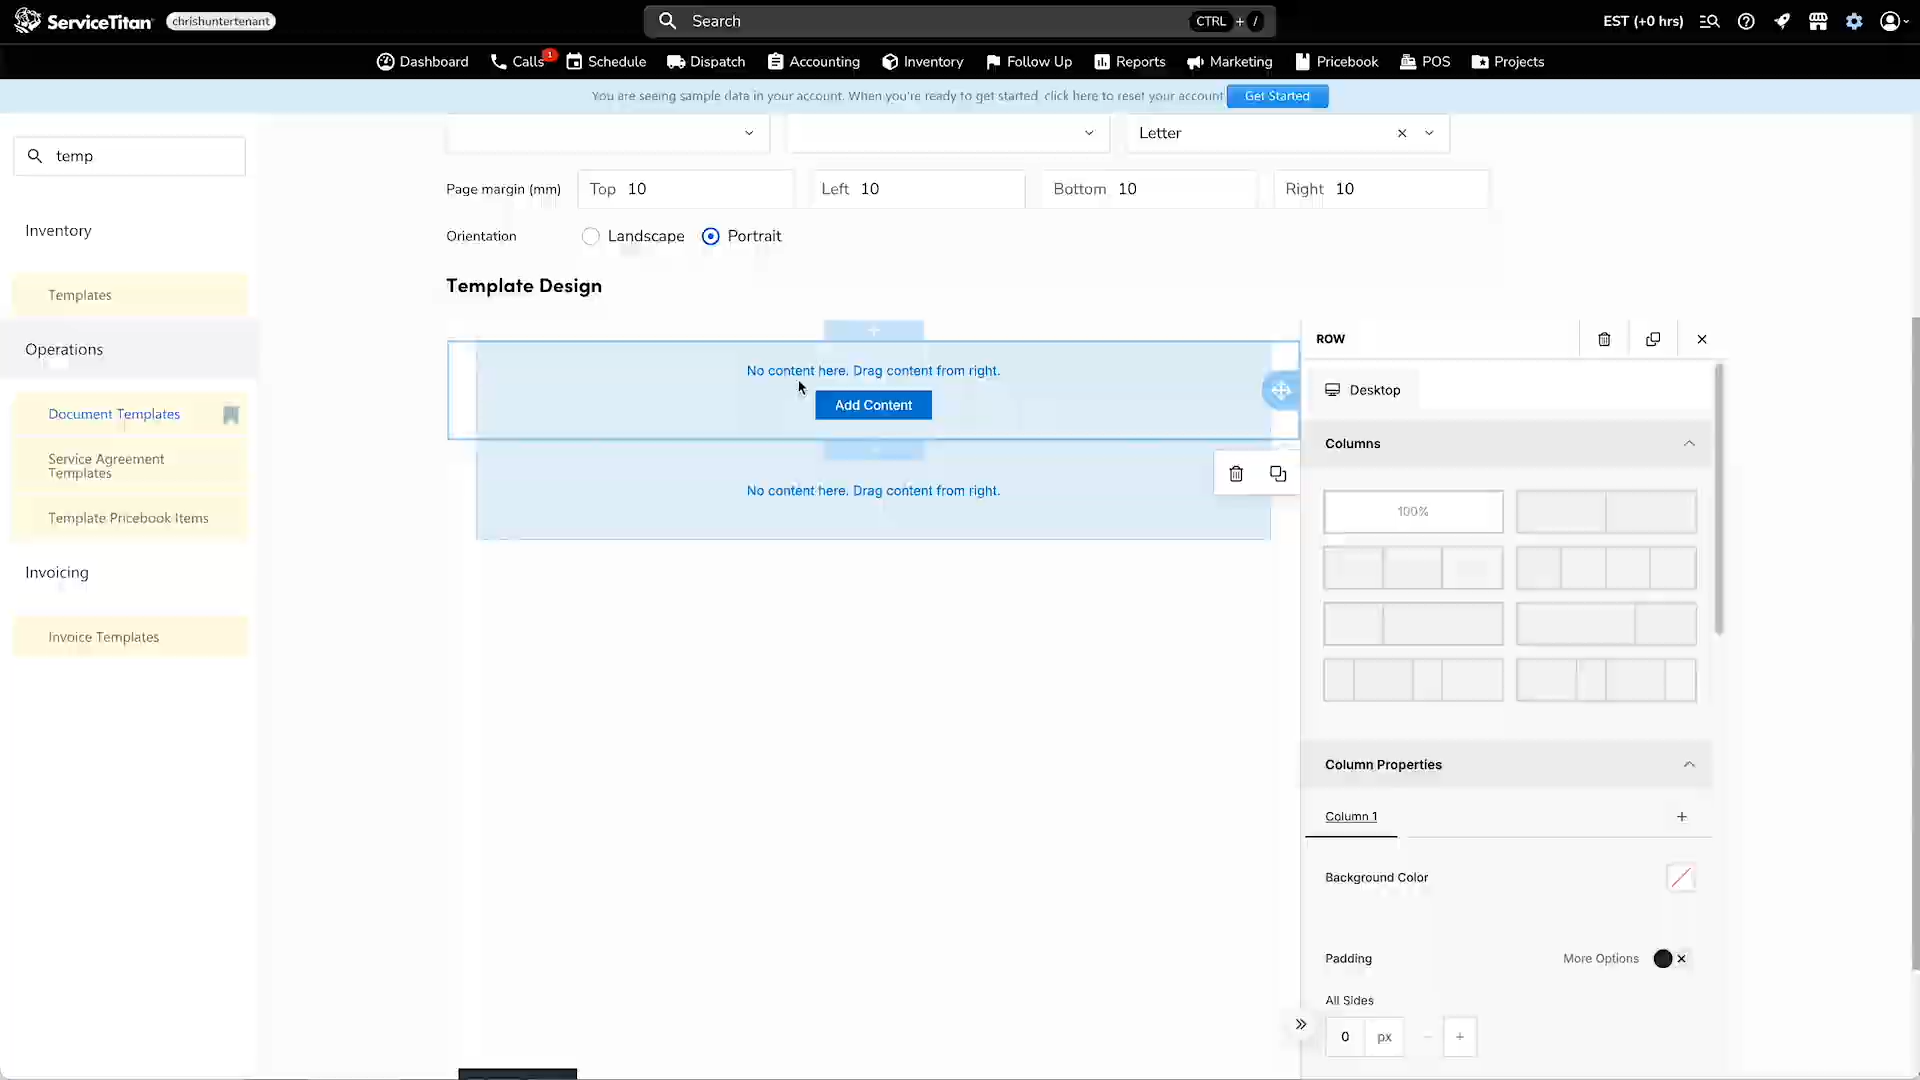 ServiceTitan chrishuntertenant
Search CTRL + /
EST (+0 hrs)
Dashboard Calls 1 Schedule Dispatch Accounting Inventory Follow Up Reports Marketing Pricebook POS Projects
You are seeing sample data in your account. When you're ready to get started click here to reset your account Get Started
temp
Inventory
Templates
Operations
Document Templates
Service Agreement
Templates
Template Pricebook Items
Invoicing
Invoice Templates
Letter
Page margin (mm) Top 10 Left 10 Bottom 10 Right 10
Orientation Landscape Portrait
Template Design
No content here. Drag content from right.
Add Content
No content here. Drag content from right.
ROW
Desktop
Columns
100%
Column Properties
Column 1
Background Color
Padding More Options
All Sides
0 px